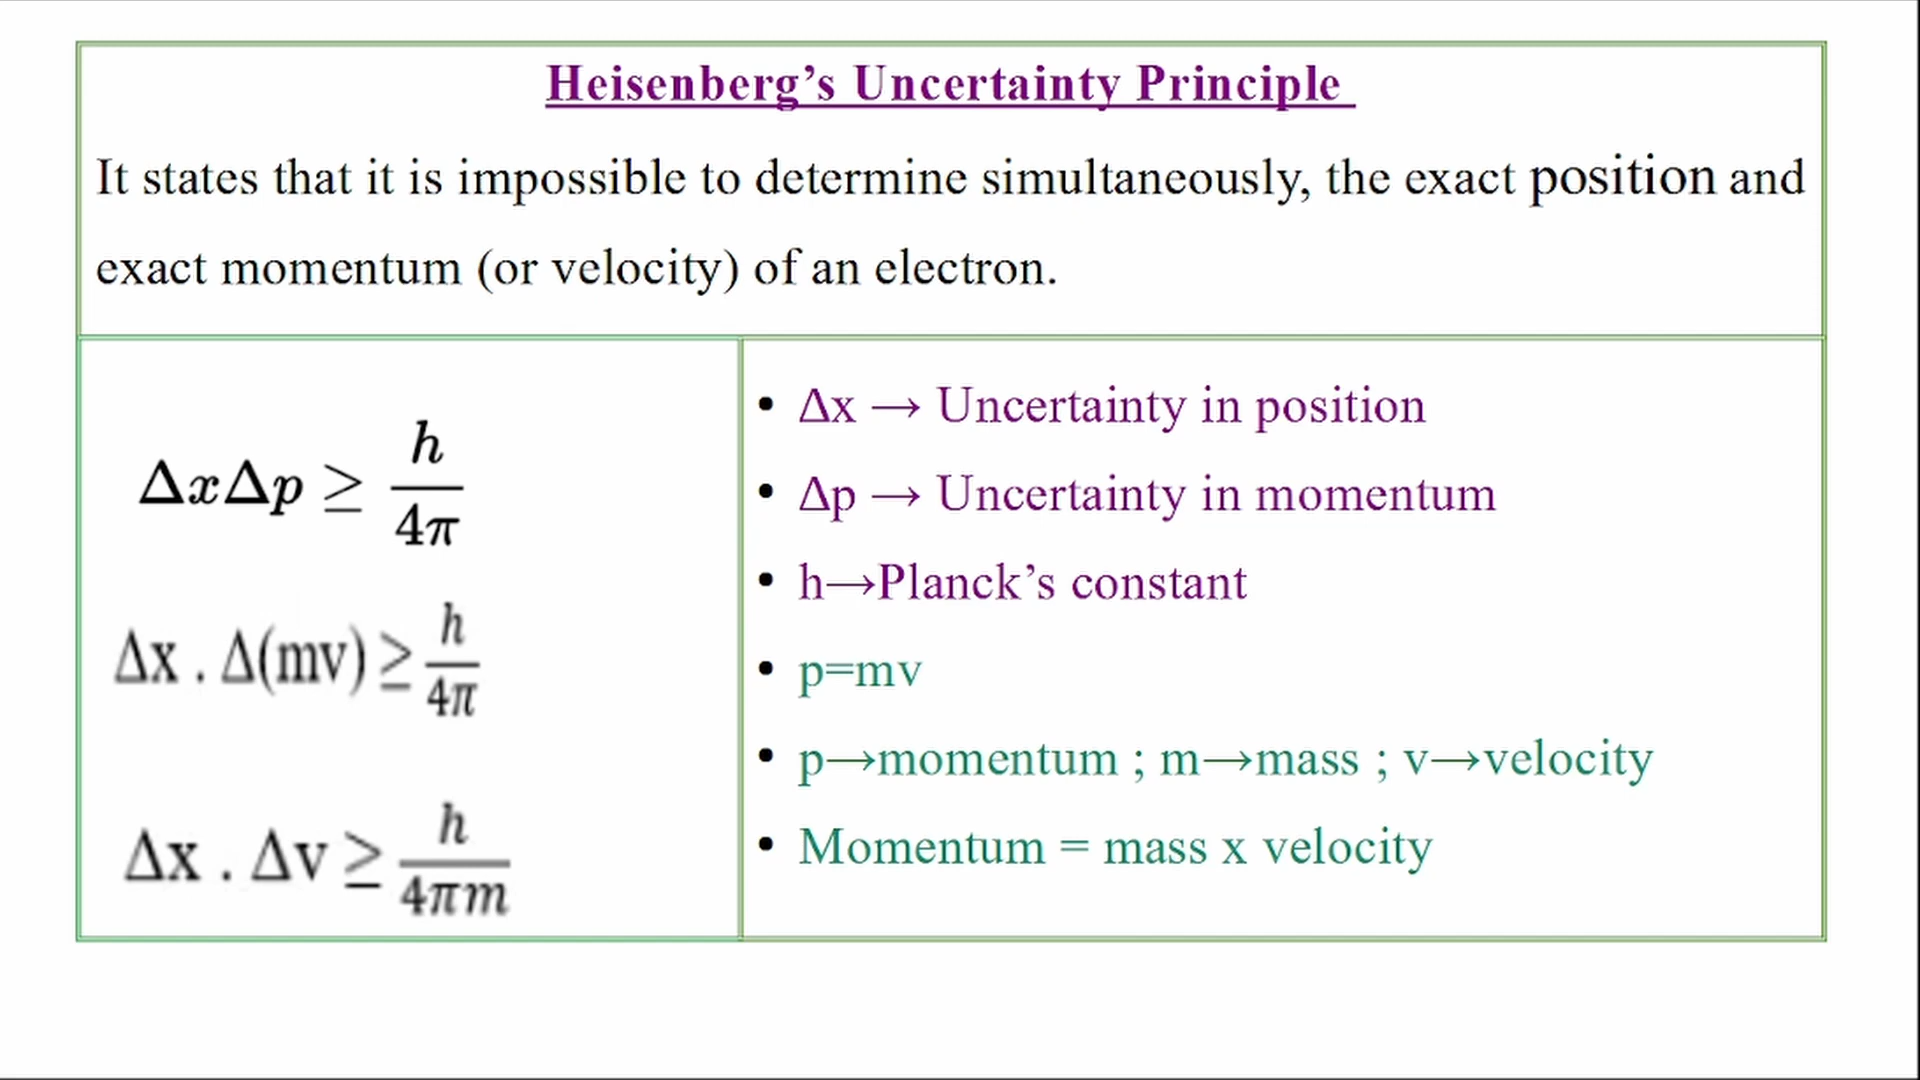 Heisenberg’s Uncertainty Principle
It states that it is impossible to determine simultaneously, the exact position and
exact momentum (or velocity) of an electron.
ΔxΔp ≥ h/4π
Δx . Δ(mv) ≥ h/4π
Δx . Δv ≥ h/4πm
• Δx → Uncertainty in position
• Δp → Uncertainty in momentum
• h→Planck’s constant
• p=mv
• p→momentum ; m→mass ; v→velocity
• Momentum = mass x velocity